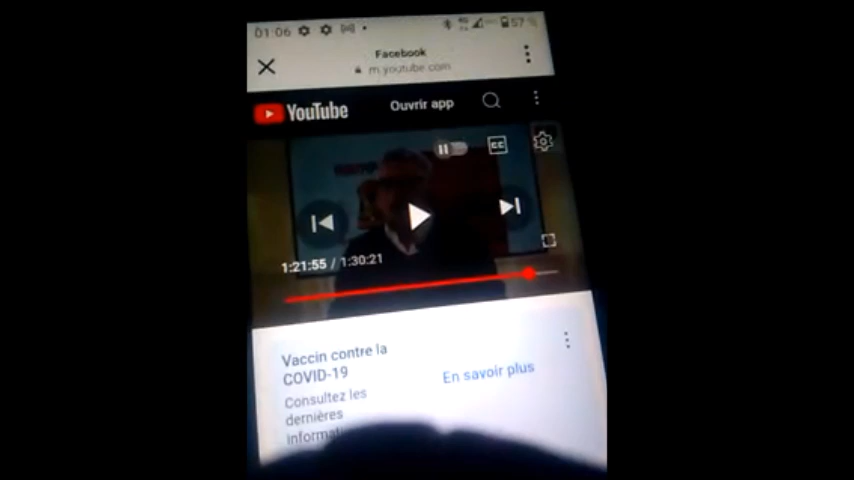 01:06
57
Facebook
m.youtube.com
YouTube
Ouvrir app
CC
1:21:55 / 1:30:21
Vaccin contre la
COVID-19
En savoir plus
Consultez les
dernières